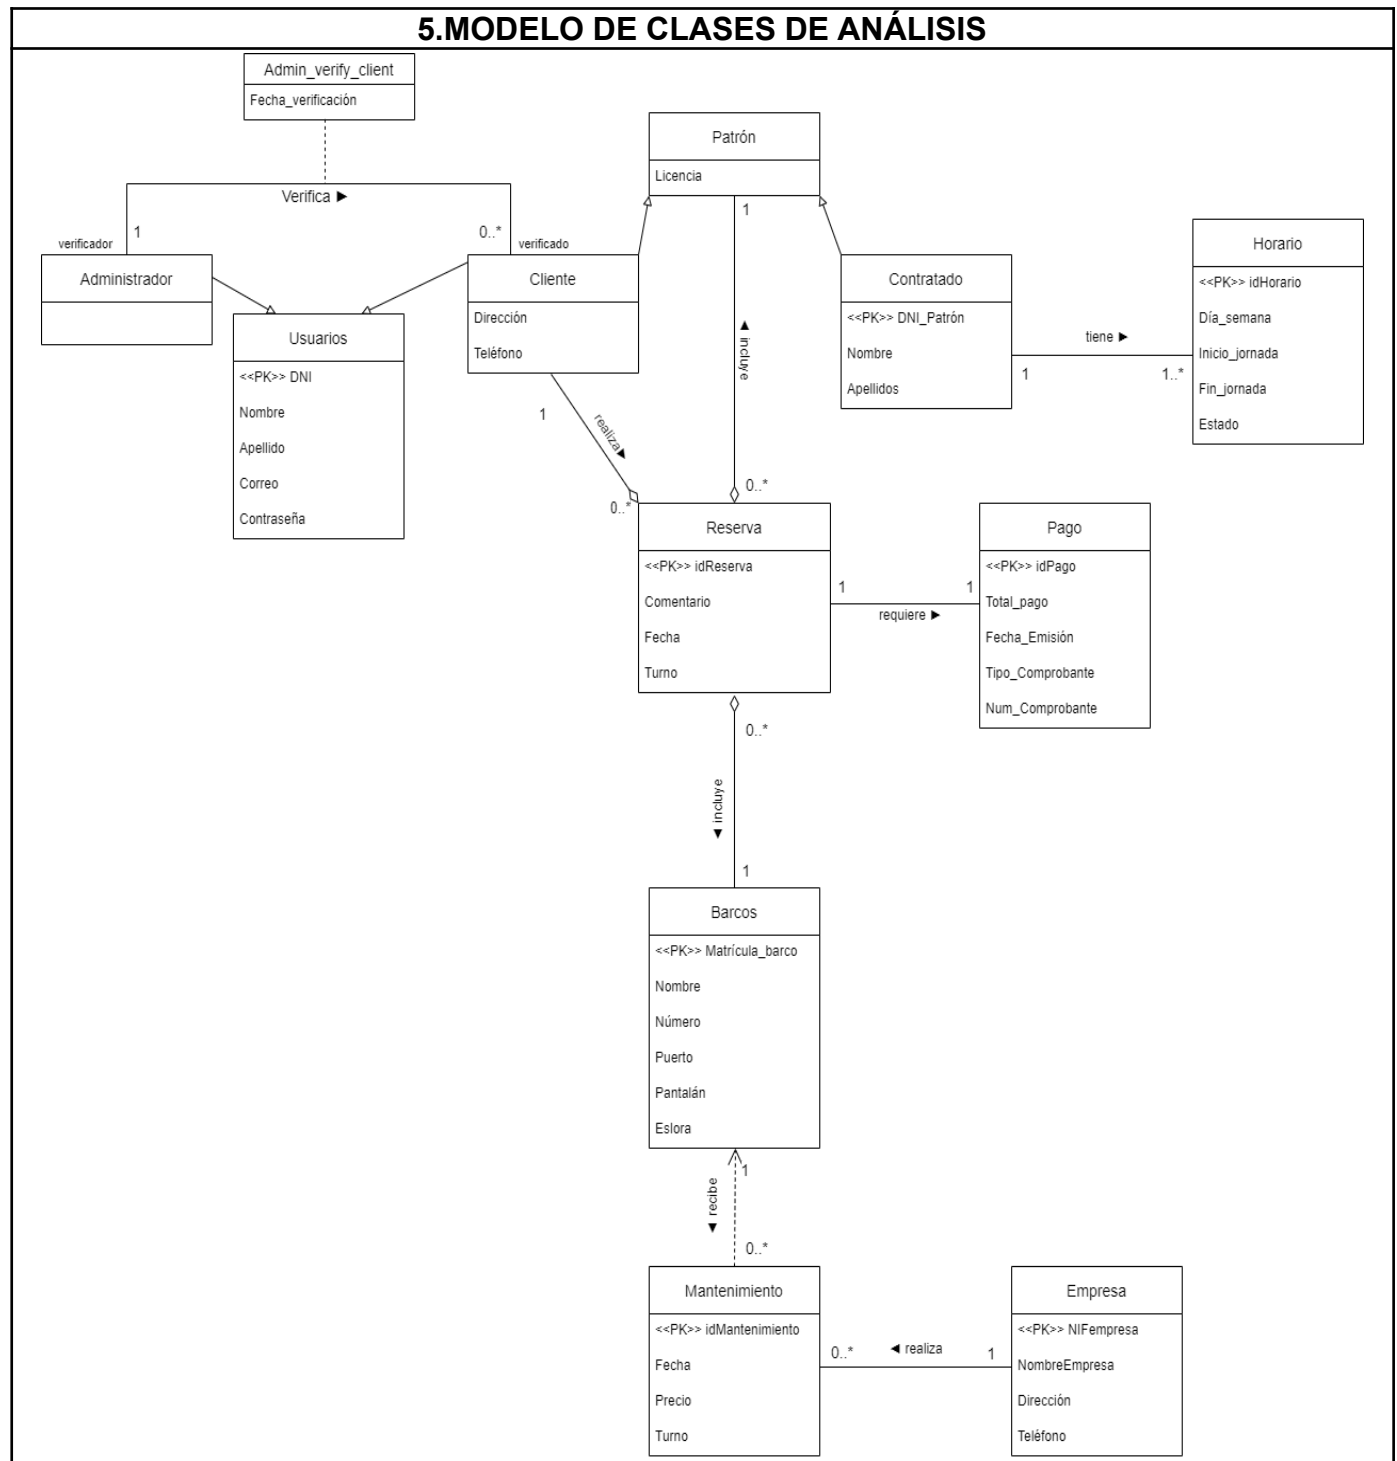 5.MODELO DE CLASES DE ANÁLISIS
Admin_verify_client
Fecha_verificación
Verifica ►
verificador
1
0..*
verificado
Administrador
Usuarios
<<PK>> DNI
Nombre
Apellido
Correo
Contraseña
Cliente
Dirección
Teléfono
Patrón
Licencia
1
◄ incluye
0..*
Contratado
<<PK>> DNI_Patrón
Nombre
Apellidos
tiene ►
1
1..*
Horario
<<PK>> idHorario
Día_semana
Inicio_jornada
Fin_jornada
Estado
1
realiza►
0..*
Reserva
<<PK>> idReserva
Comentario
Fecha
Turno
1
1
requiere ►
Pago
<<PK>> idPago
Total_pago
Fecha_Emisión
Tipo_Comprobante
Num_Comprobante
0..*
◄ incluye
1
Barcos
<<PK>> Matrícula_barco
Nombre
Número
Puerto
Pantalán
Eslora
1
◄ recibe
0..*
Mantenimiento
<<PK>> idMantenimiento
Fecha
Precio
Turno
0..*
◄ realiza
1
Empresa
<<PK>> NIFempresa
NombreEmpresa
Dirección
Teléfono